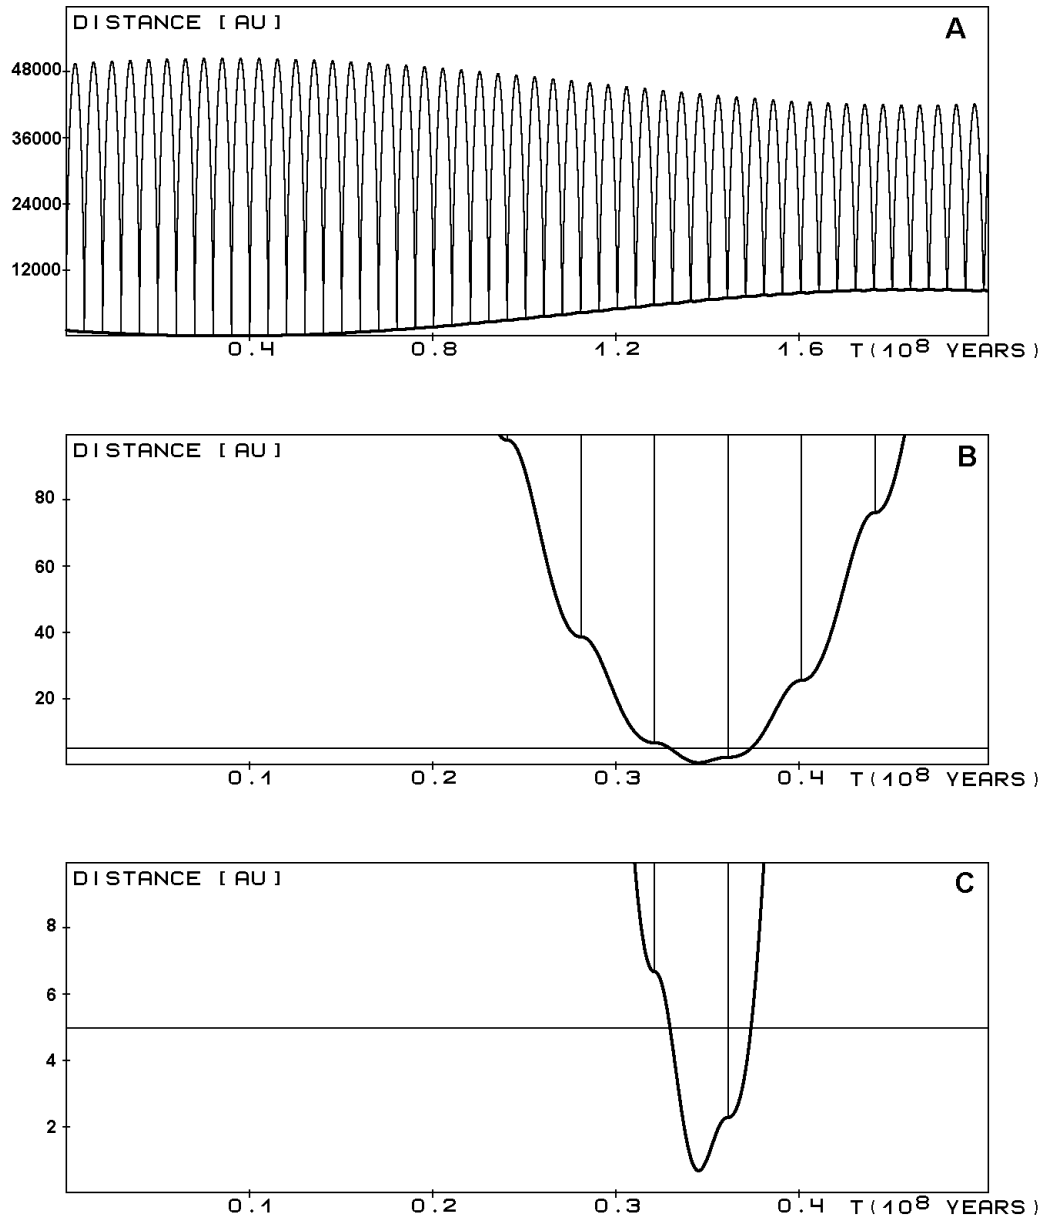 DISTANCE [AU] A
48000
36000
24000
12000
0.4 0.8 1.2 1.6 T(10⁸ YEARS)
DISTANCE [AU] B
80
60
40
20
0.1 0.2 0.3 0.4 T(10⁸ YEARS)
DISTANCE [AU] C
8
6
4
2
0.1 0.2 0.3 0.4 T(10⁸ YEARS)